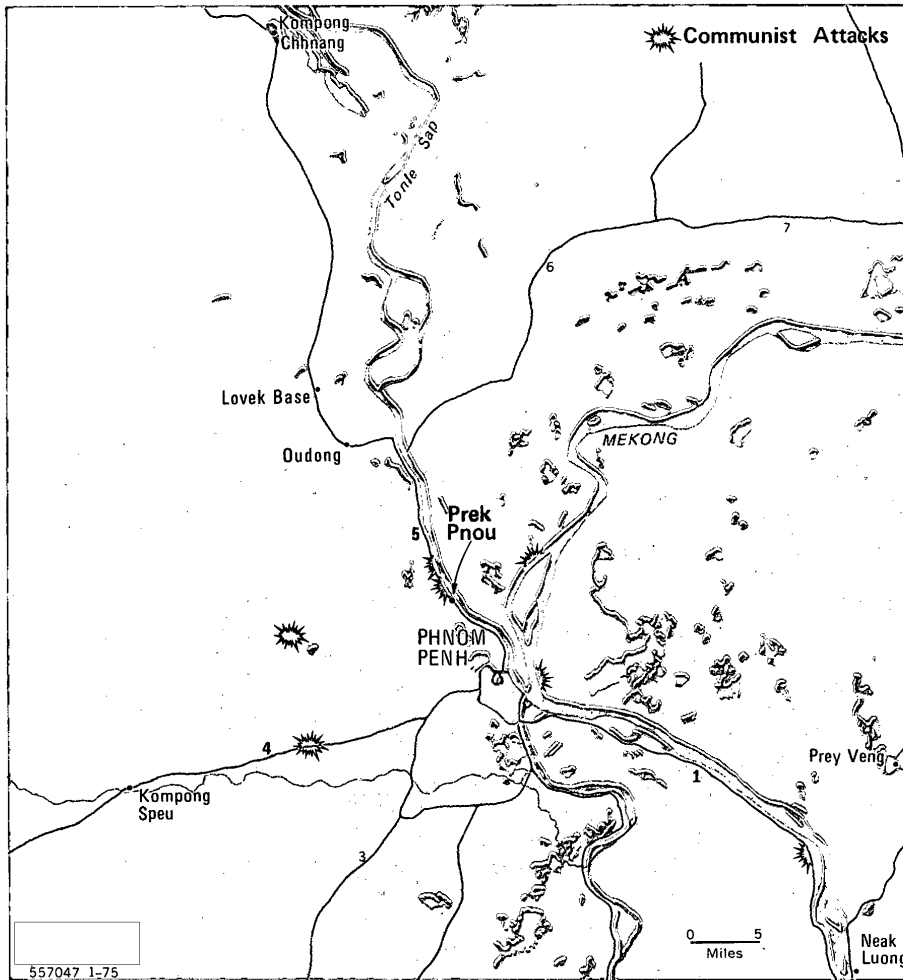 Kompong
Chhnang
Communist Attacks
Tonle Sap
7
6
Lovek Base
MEKONG
Oudong
Prek
Pnou
5
PHNOM
PENH
4
1
Prey Veng
Kompong
Speu
3
0 5
Miles
Neak
Luong
557047 1-75